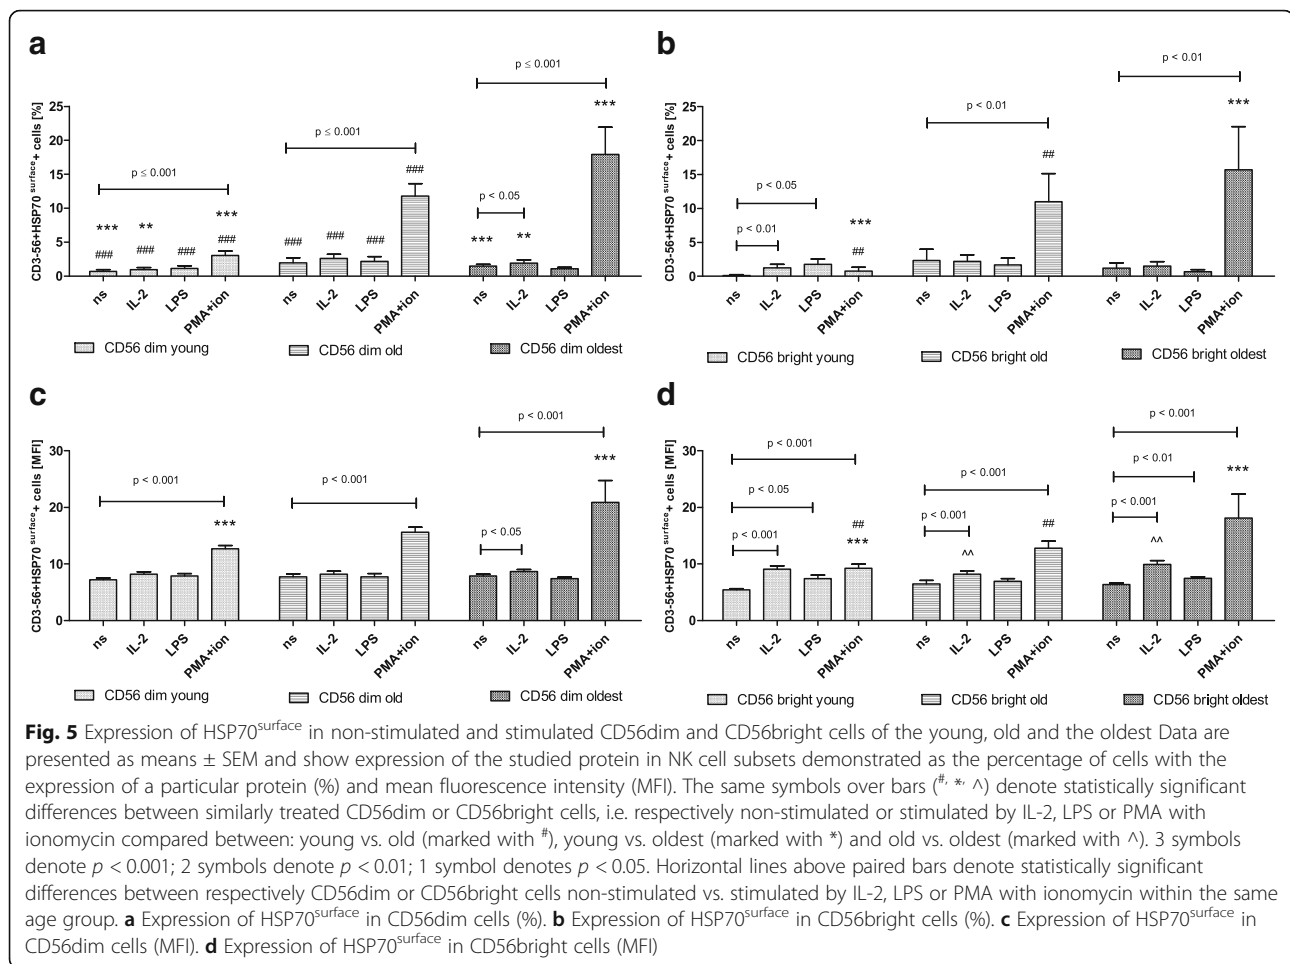 a
p ≤ 0.001
p ≤ 0.001
p ≤ 0.001
p < 0.05
CD3-56+HSP70 surface+ cells [%]
25
20
15
10
5
0
*** ** ***
### ### ### ###
### ### ### ###
*** ** ***
ns IL-2 LPS PMA+ion
ns IL-2 LPS PMA+ion
ns IL-2 LPS PMA+ion
CD56 dim young
CD56 dim old
CD56 dim oldest
b
p < 0.01
p < 0.01
p < 0.05
p < 0.01
CD3-56+HSP70 surface+ cells [%]
25
20
15
10
5
0
***
##
##
***
ns IL-2 LPS PMA+ion
ns IL-2 LPS PMA+ion
ns IL-2 LPS PMA+ion
CD56 bright young
CD56 bright old
CD56 bright oldest
c
p < 0.001
p < 0.001
p < 0.001
p < 0.05
CD3-56+HSP70 surface+ cells [MFI]
30
20
10
0
***
***
ns IL-2 LPS PMA+ion
ns IL-2 LPS PMA+ion
ns IL-2 LPS PMA+ion
CD56 dim young
CD56 dim old
CD56 dim oldest
d
p < 0.001
p < 0.05
p < 0.001
p < 0.001
p < 0.001
p < 0.001
p < 0.01
p < 0.001
CD3-56+HSP70 surface+ cells [MFI]
30
20
10
0
##
***
^^
##
^^
***
ns IL-2 LPS PMA+ion
ns IL-2 LPS PMA+ion
ns IL-2 LPS PMA+ion
CD56 bright young
CD56 bright old
CD56 bright oldest
Fig. 5 Expression of HSP70surface in non-stimulated and stimulated CD56dim and CD56bright cells of the young, old and the oldest Data are
presented as means ± SEM and show expression of the studied protein in NK cell subsets demonstrated as the percentage of cells with the
expression of a particular protein (%) and mean fluorescence intensity (MFI). The same symbols over bars (#, *, ^) denote statistically significant
differences between similarly treated CD56dim or CD56bright cells, i.e. respectively non-stimulated or stimulated by IL-2, LPS or PMA with
ionomycin compared between: young vs. old (marked with #), young vs. oldest (marked with *) and old vs. oldest (marked with ^). 3 symbols
denote p < 0.001; 2 symbols denote p < 0.01; 1 symbol denotes p < 0.05. Horizontal lines above paired bars denote statistically significant
differences between respectively CD56dim or CD56bright cells non-stimulated vs. stimulated by IL-2, LPS or PMA with ionomycin within the same
age group. a Expression of HSP70surface in CD56dim cells (%). b Expression of HSP70surface in CD56bright cells (%). c Expression of HSP70surface in
CD56dim cells (MFI). d Expression of HSP70surface in CD56bright cells (MFI)